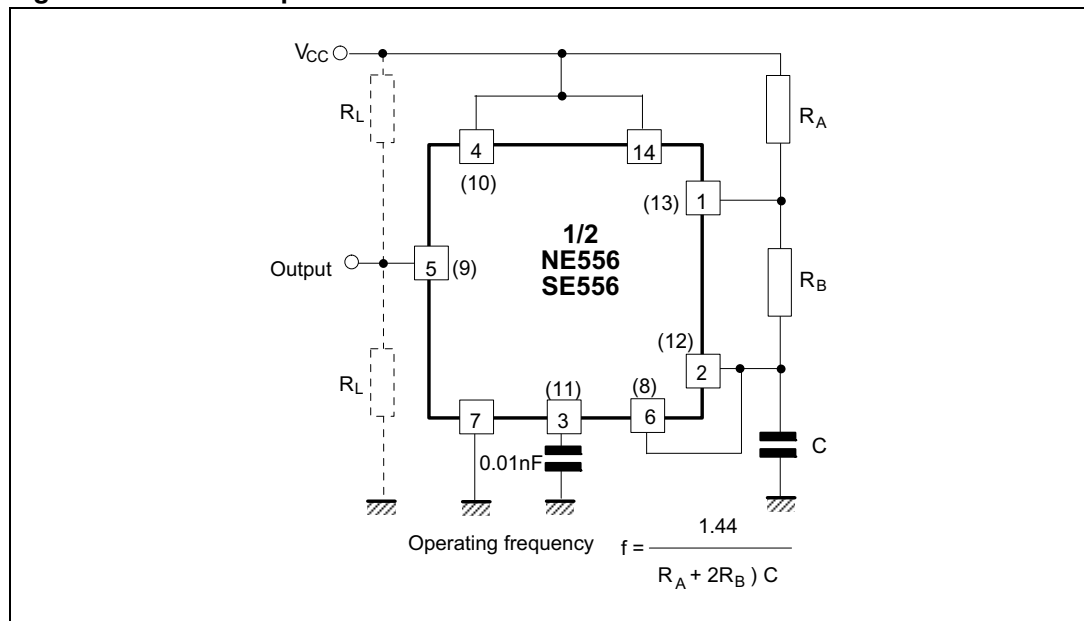 V_CC
R_L
R_A
4
14
(10)
(13)
1
1/2
NE556
SE556
Output
5
(9)
R_B
(12)
2
R_L
(11)
(8)
7
3
6
C
0.01nF
Operating frequency f = 1.44
R_A + 2R_B ) C